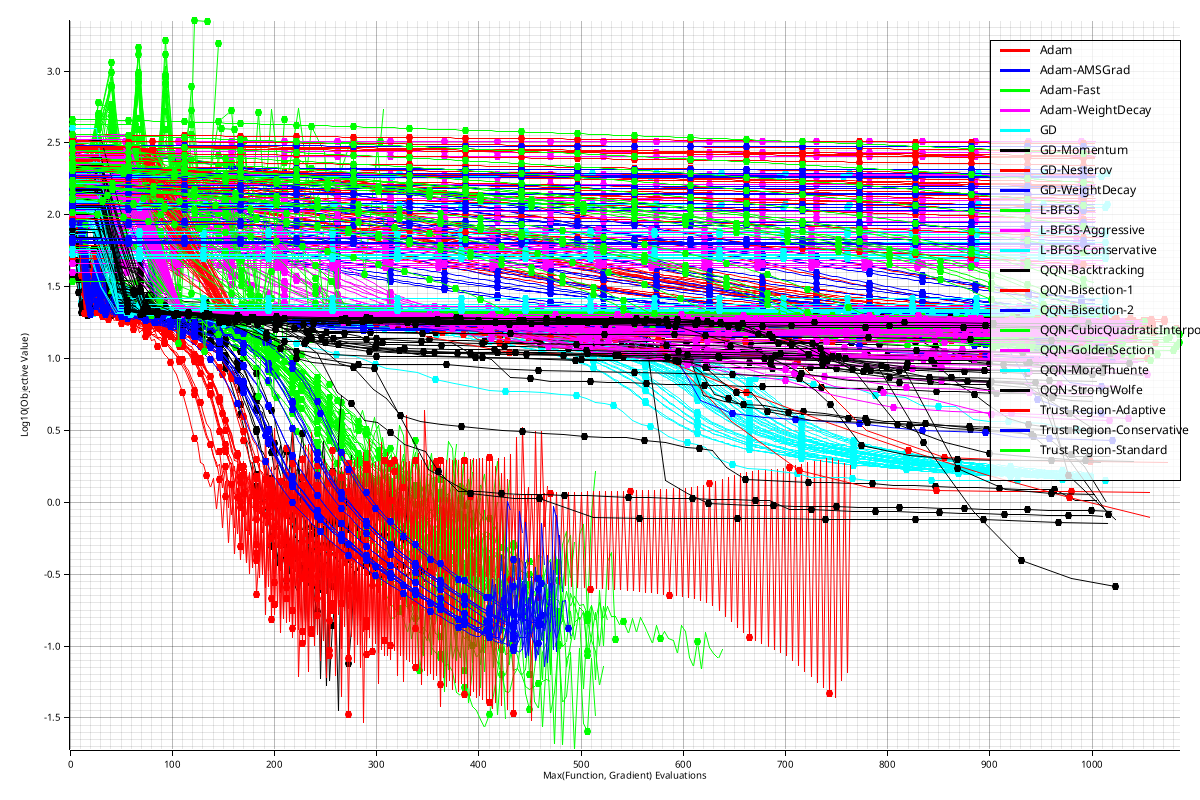 3.0
2.5
2.0
1.5
1.0
0.5
0.0
-0.5
-1.0
-1.5
Log10(Objective Value)
0 100 200 300 400 500 600 700 800 900 1000
Max(Function, Gradient) Evaluations
Adam
Adam-AMSGrad
Adam-Fast
Adam-WeightDecay
GD
GD-Momentum
GD-Nesterov
GD-WeightDecay
L-BFGS
L-BFGS-Aggressive
L-BFGS-Conservative
QQN-Backtracking
QQN-Bisection-1
QQN-Bisection-2
QQN-CubicQuadraticInterpo
QQN-GoldenSection
QQN-MoreThuente
QQN-StrongWolfe
Trust Region-Adaptive
Trust Region-Conservative
Trust Region-Standard